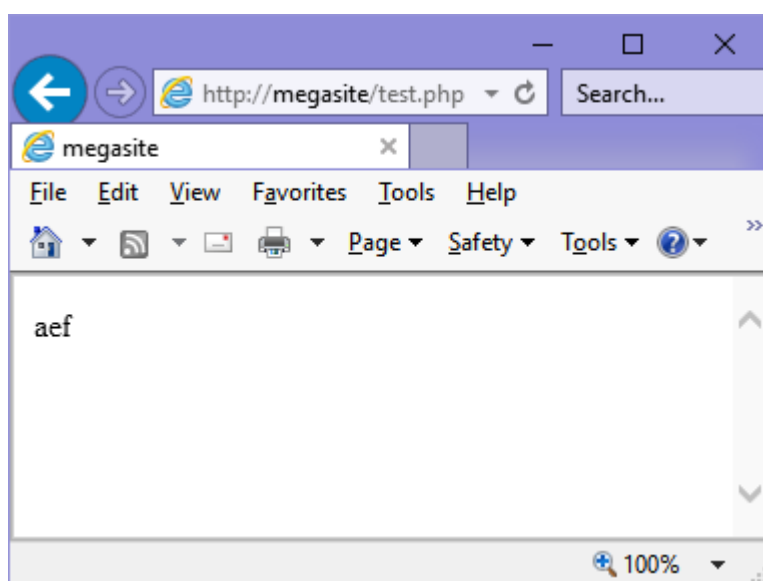 http://megasite/test.php Search...
megasite
File Edit View Favorites Tools Help
Page Safety Tools
aef
100%